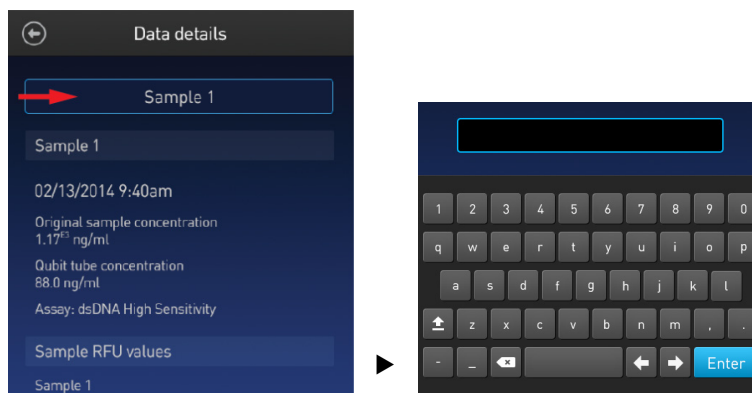 Data details
Sample 1
Sample 1
02/13/2014 9:40am
Original sample concentration
1.17ᴱ³ ng/ml
Qubit tube concentration
88.0 ng/ml
Assay: dsDNA High Sensitivity
Sample RFU values
Sample 1
1 2 3 4 5 6 7 8 9 0
q w e r t y u i o p
a s d f g h j k l
z x c v b n m , .
- _ Enter